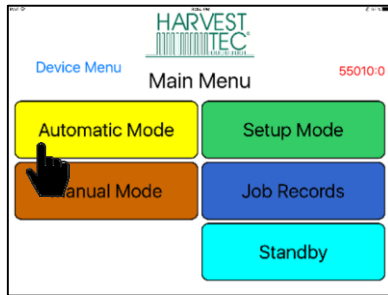 HARVEST
TEC
Device Menu
Main Menu
55010:0
Automatic Mode
Setup Mode
Manual Mode
Job Records
Standby